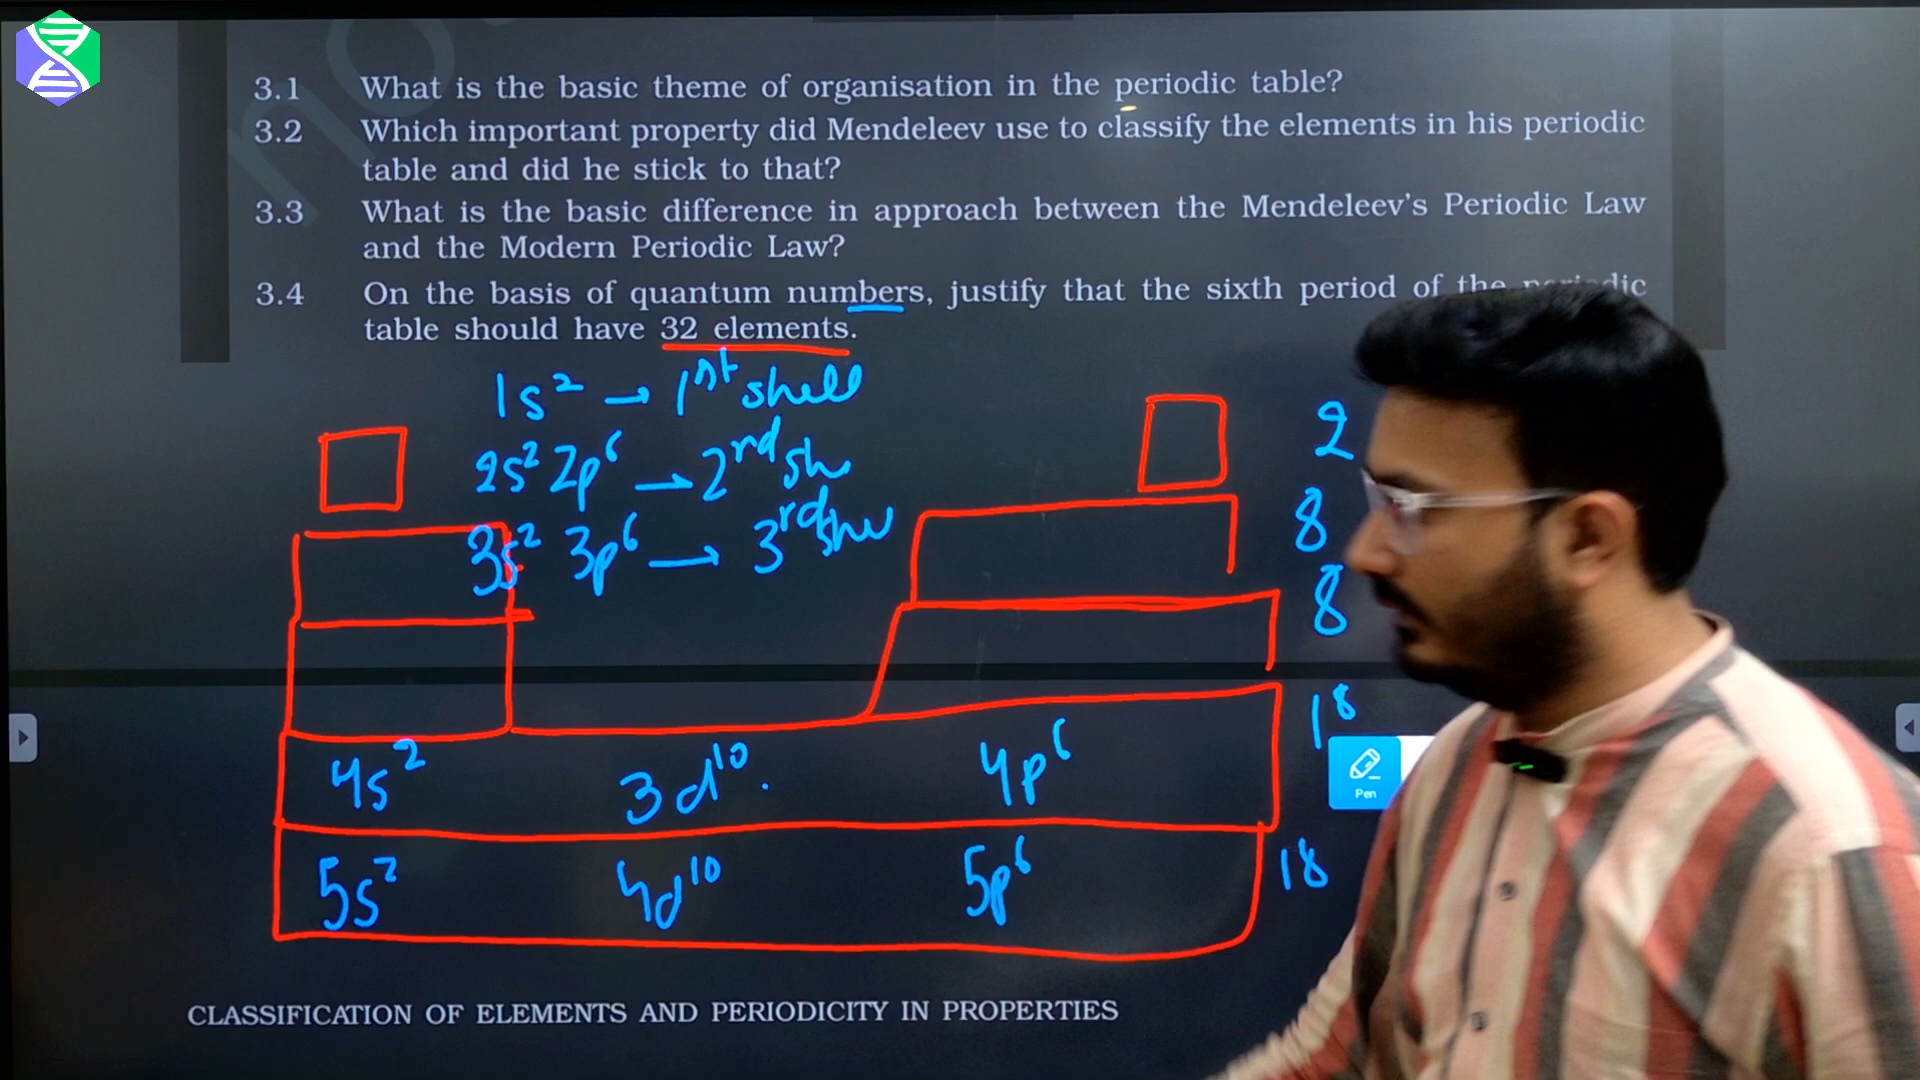 3.1 What is the basic theme of organisation in the periodic table?
3.2 Which important property did Mendeleev use to classify the elements in his periodic
table and did he stick to that?
3.3 What is the basic difference in approach between the Mendeleev's Periodic Law
and the Modern Periodic Law?
3.4 On the basis of quantum numbers, justify that the sixth period of the periodic
table should have 32 elements.
1s² → 1st shell
2
2s² 2p⁶ → 2rd sh
8
3s² 3p⁶ → 3rd she
8
18
4s² 3d¹⁰. 4p⁶
Pen
5s² 4d¹⁰ 5p⁶
18
CLASSIFICATION OF ELEMENTS AND PERIODICITY IN PROPERTIES